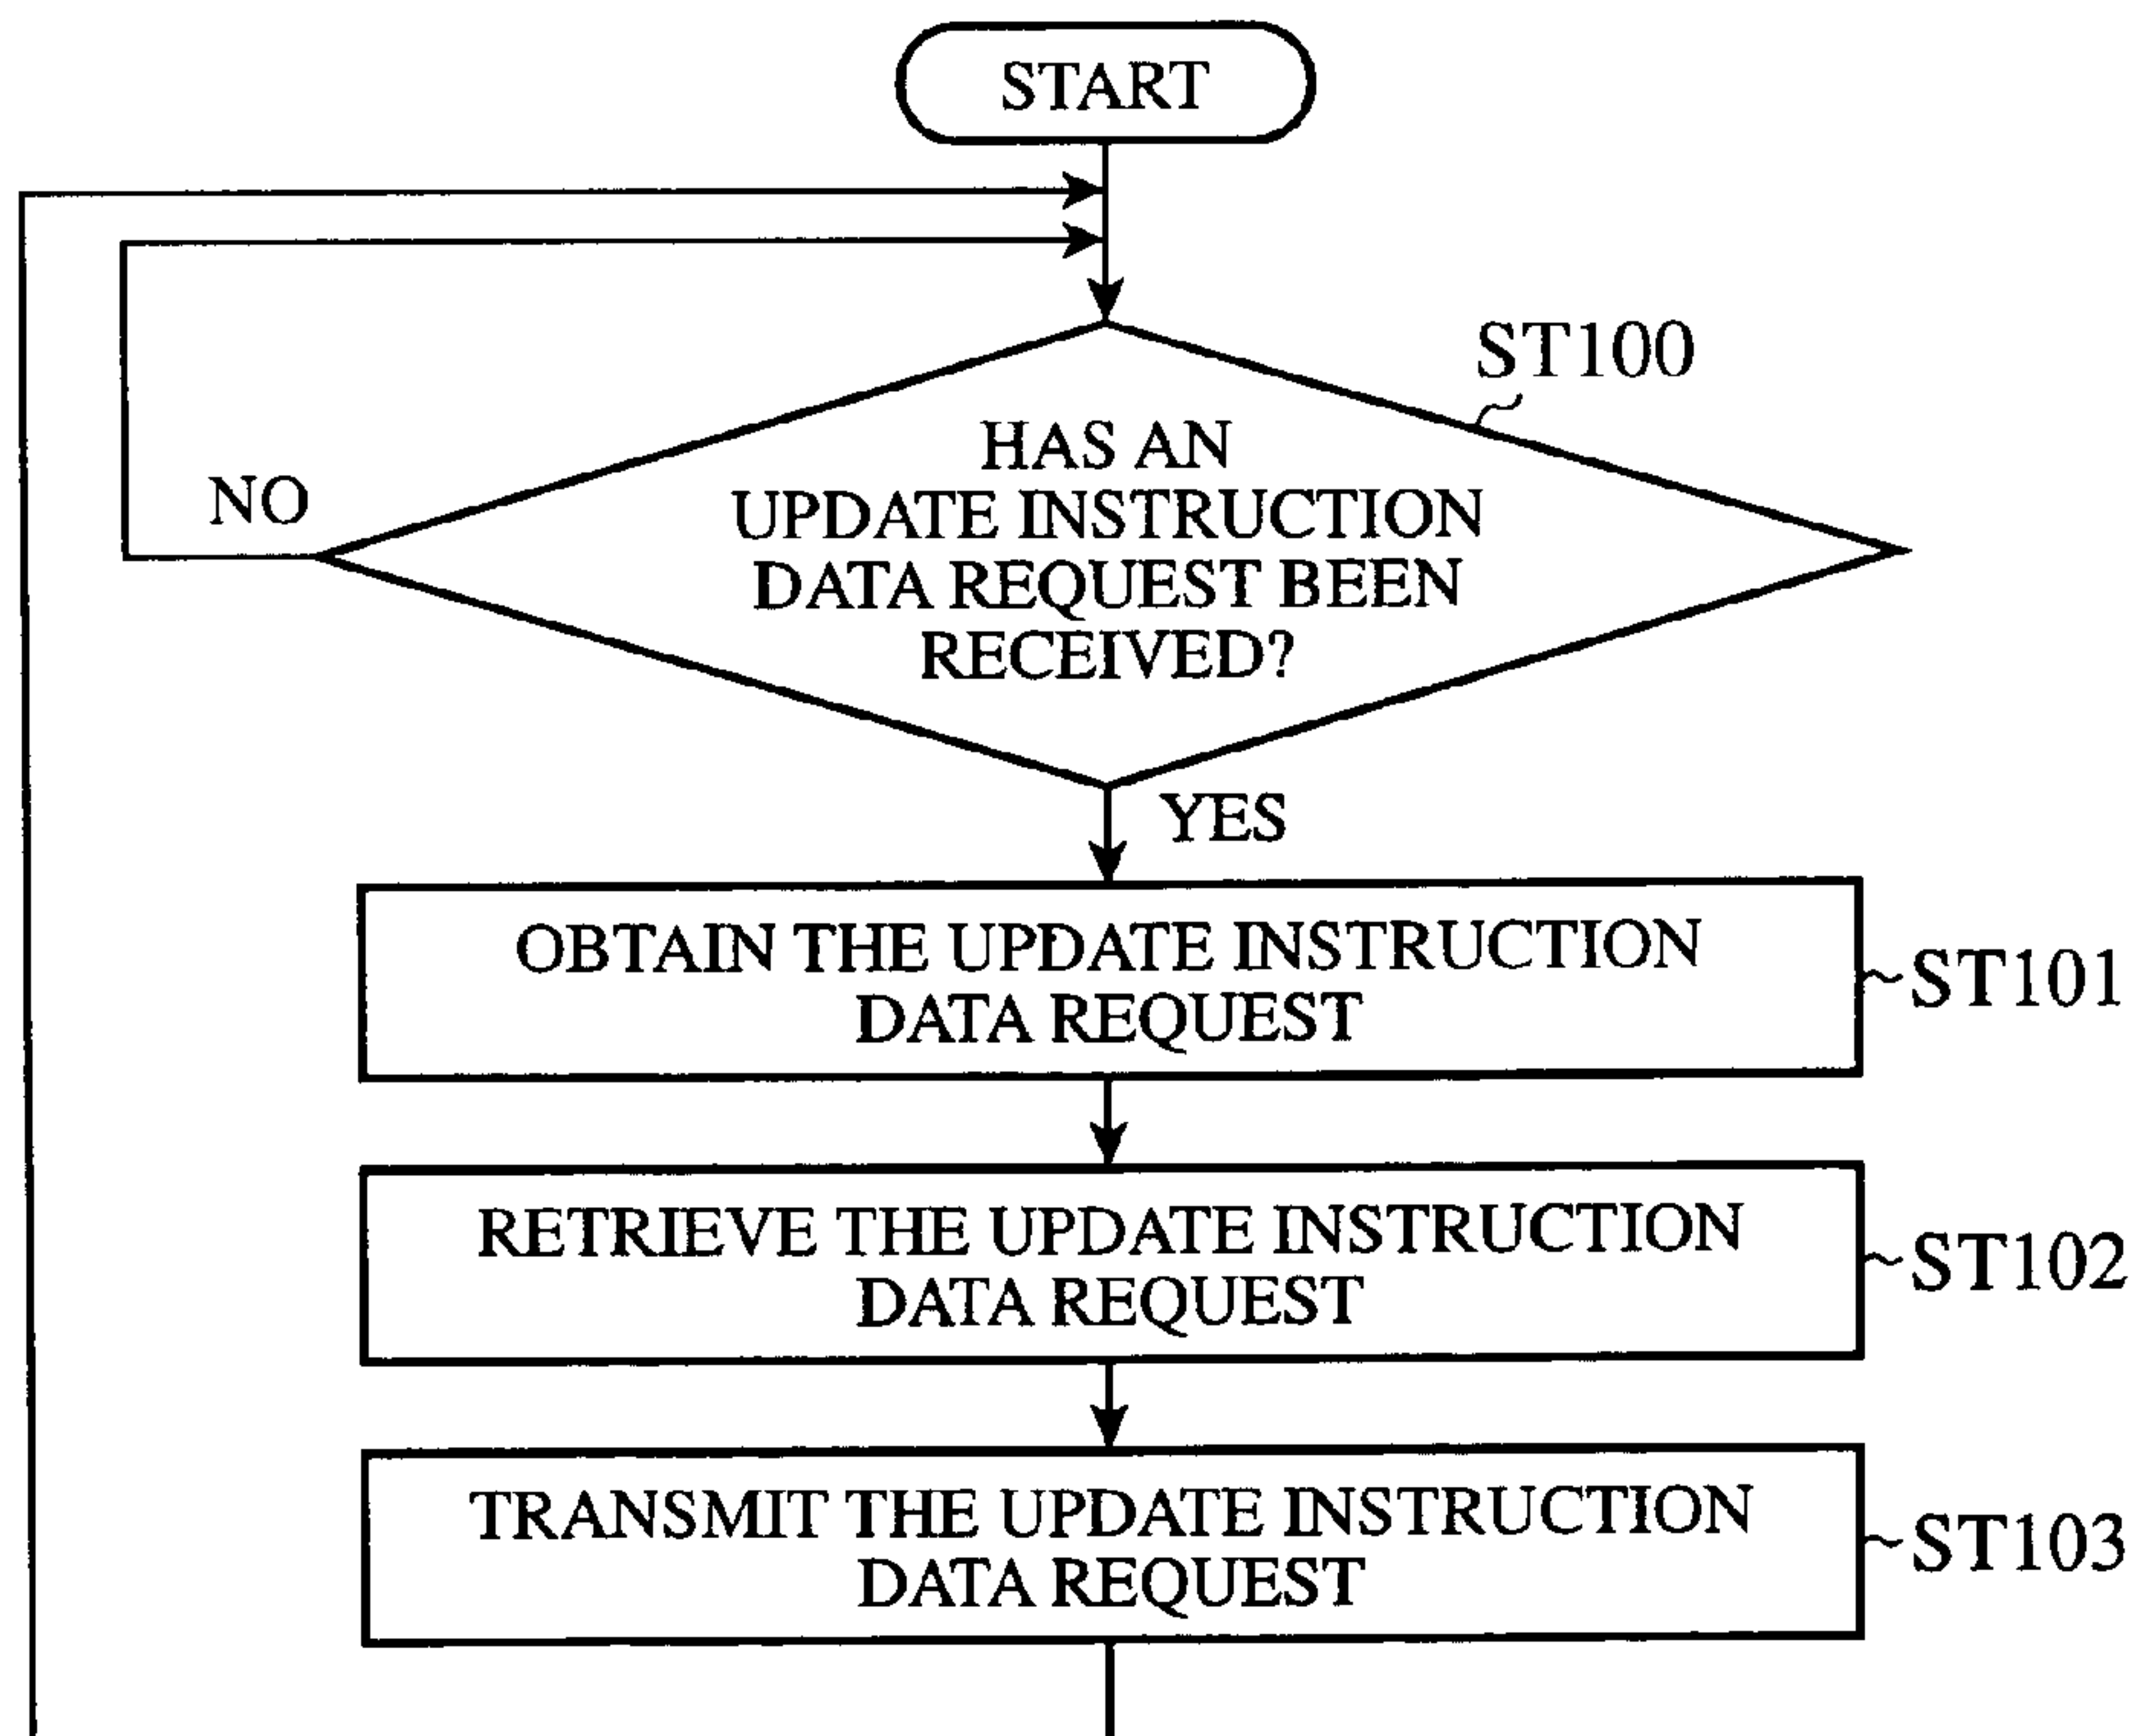 START
ST100
HAS AN
UPDATE INSTRUCTION
DATA REQUEST BEEN
RECEIVED?
NO
YES
OBTAIN THE UPDATE INSTRUCTION
DATA REQUEST
ST101
RETRIEVE THE UPDATE INSTRUCTION
DATA REQUEST
ST102
TRANSMIT THE UPDATE INSTRUCTION
DATA REQUEST
ST103